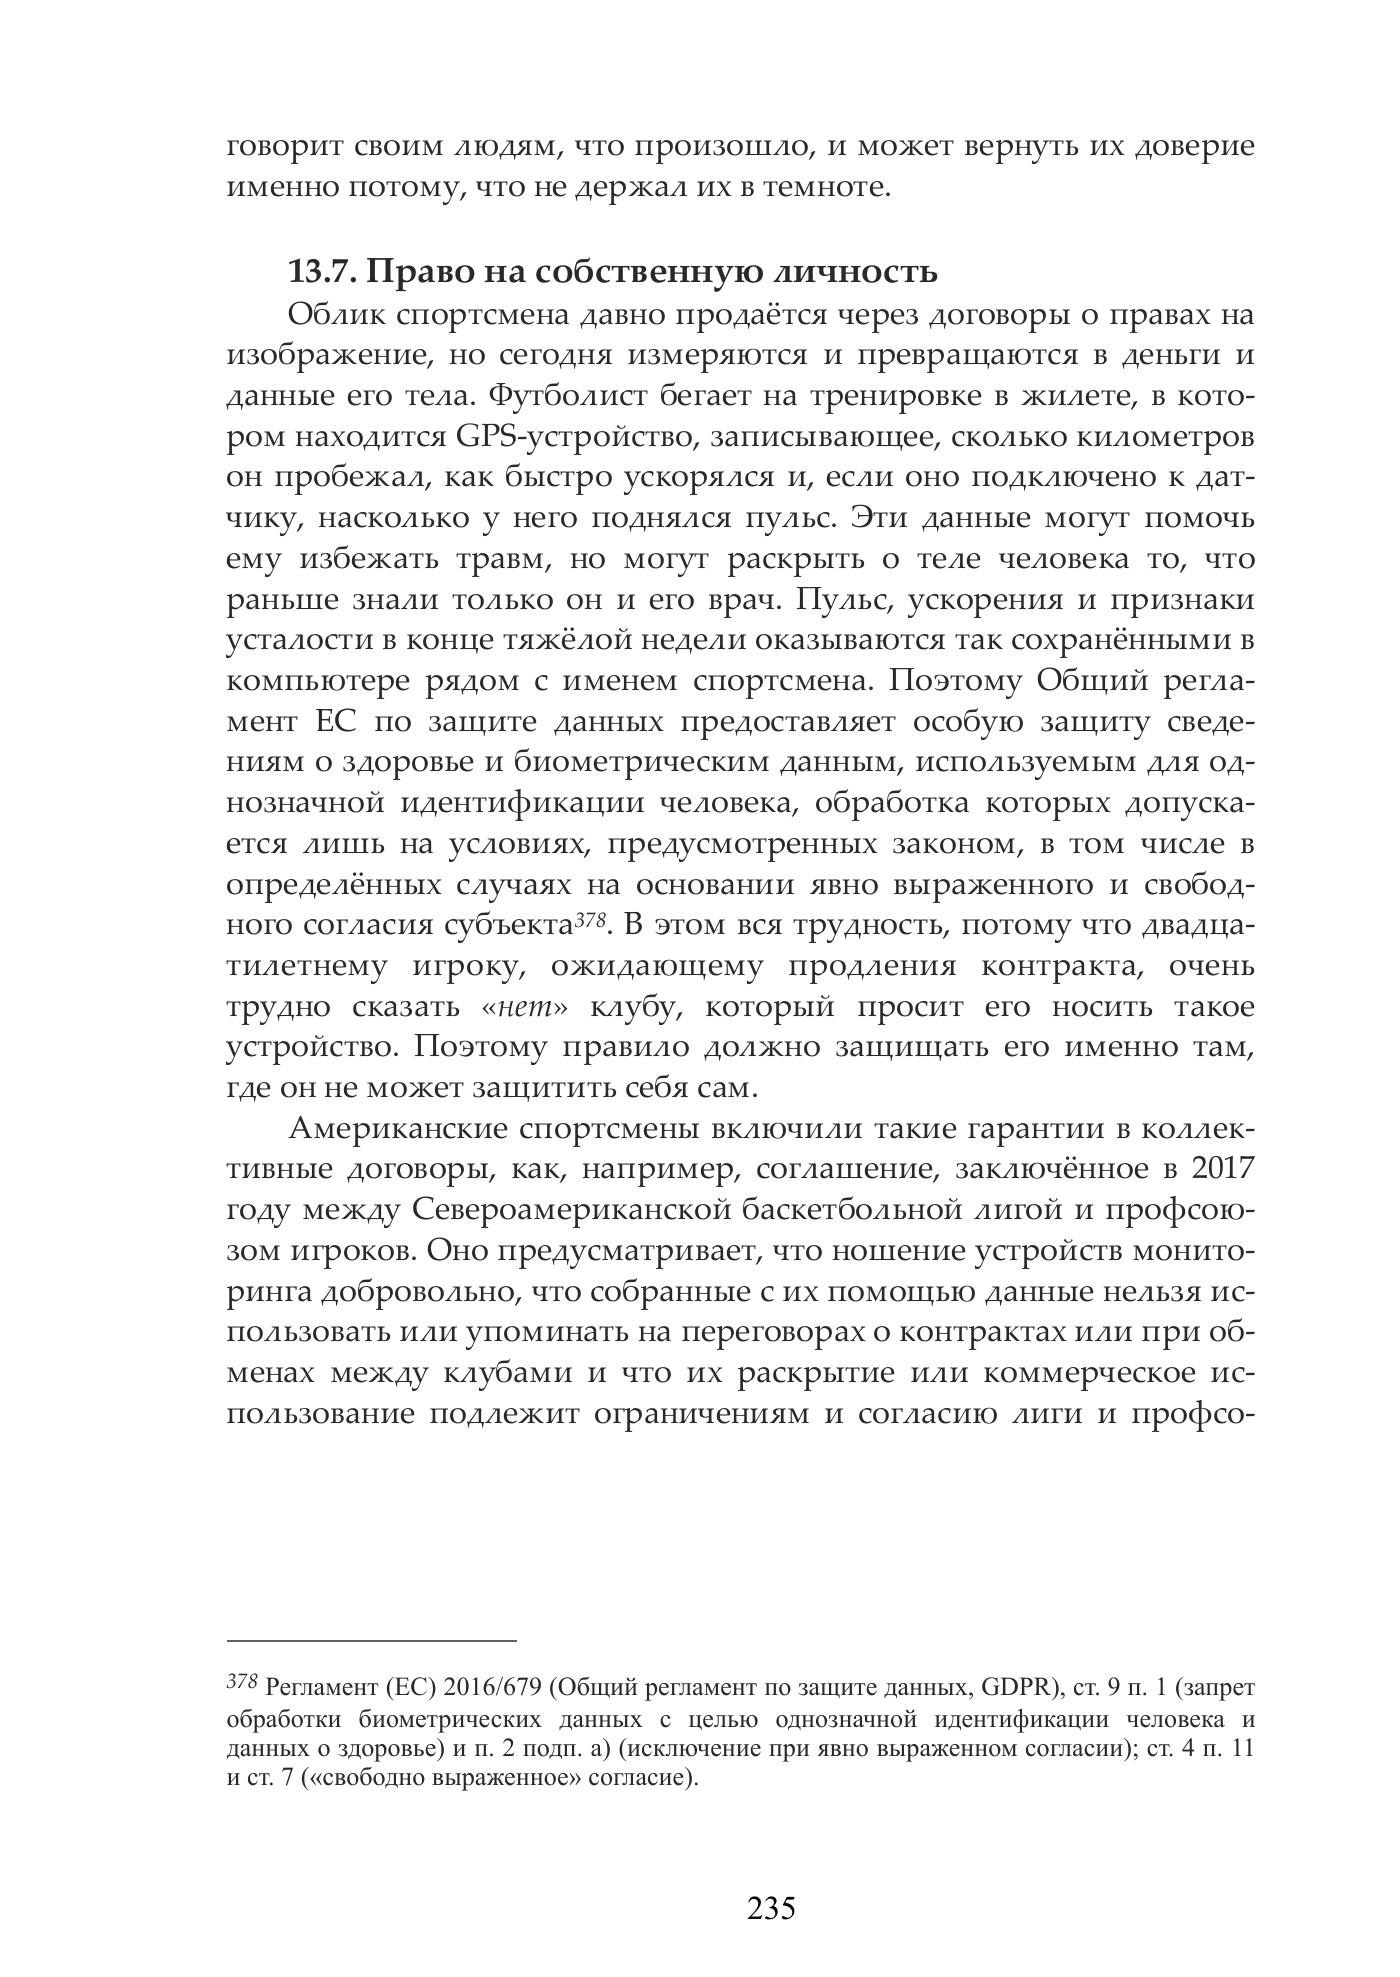 говорит своим людям, что произошло, и может вернуть их доверие
именно потому, что не держал их в темноте.
13.7. Право на собственную личность
Облик спортсмена давно продаётся через договоры о правах на
изображение, но сегодня измеряются и превращаются в деньги и
данные его тела. Футболист бегает на тренировке в жилете, в кото-
ром находится GPS-устройство, записывающее, сколько километров
он пробежал, как быстро ускорялся и, если оно подключено к дат-
чику, насколько у него поднялся пульс. Эти данные могут помочь
ему избежать травм, но могут раскрыть о теле человека то, что
раньше знали только он и его врач. Пульс, ускорения и признаки
усталости в конце тяжёлой недели оказываются так сохранёнными в
компьютере рядом с именем спортсмена. Поэтому Общий регла-
мент ЕС по защите данных предоставляет особую защиту сведе-
ниям о здоровье и биометрическим данным, используемым для од-
нозначной идентификации человека, обработка которых допуска-
ется лишь на условиях, предусмотренных законом, в том числе в
определённых случаях на основании явно выраженного и свобод-
ного согласия субъекта378. В этом вся трудность, потому что двадца-
тилетнему игроку, ожидающему продления контракта, очень
трудно сказать «нет» клубу, который просит его носить такое
устройство. Поэтому правило должно защищать его именно там,
где он не может защитить себя сам.
Американские спортсмены включили такие гарантии в коллек-
тивные договоры, как, например, соглашение, заключённое в 2017
году между Североамериканской баскетбольной лигой и профсою-
зом игроков. Оно предусматривает, что ношение устройств монито-
ринга добровольно, что собранные с их помощью данные нельзя ис-
пользовать или упоминать на переговорах о контрактах или при об-
менах между клубами и что их раскрытие или коммерческое ис-
пользование подлежит ограничениям и согласию лиги и профсо-
378 Регламент (ЕС) 2016/679 (Общий регламент по защите данных, GDPR), ст. 9 п. 1 (запрет
обработки биометрических данных с целью однозначной идентификации человека и
данных о здоровье) и п. 2 подп. а) (исключение при явно выраженном согласии); ст. 4 п. 11
и ст. 7 («свободно выраженное» согласие).
235